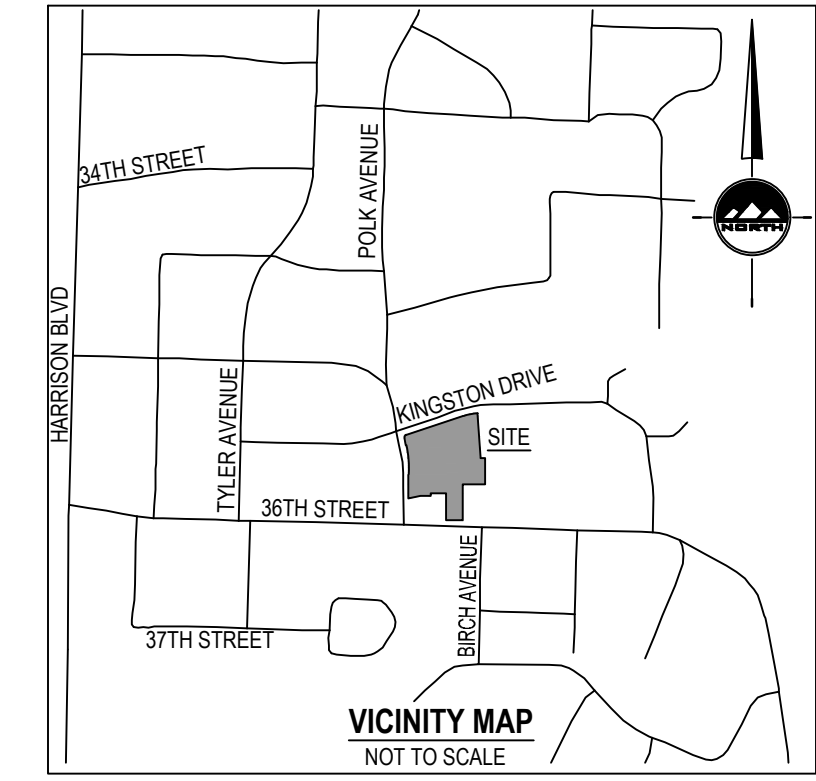 34TH STREET
POLK AVENUE
NORTH
HARRISON BLVD
TYLER AVENUE
KINGSTON DRIVE
SITE
36TH STREET
BIRCH AVENUE
37TH STREET
VICINITY MAP
NOT TO SCALE